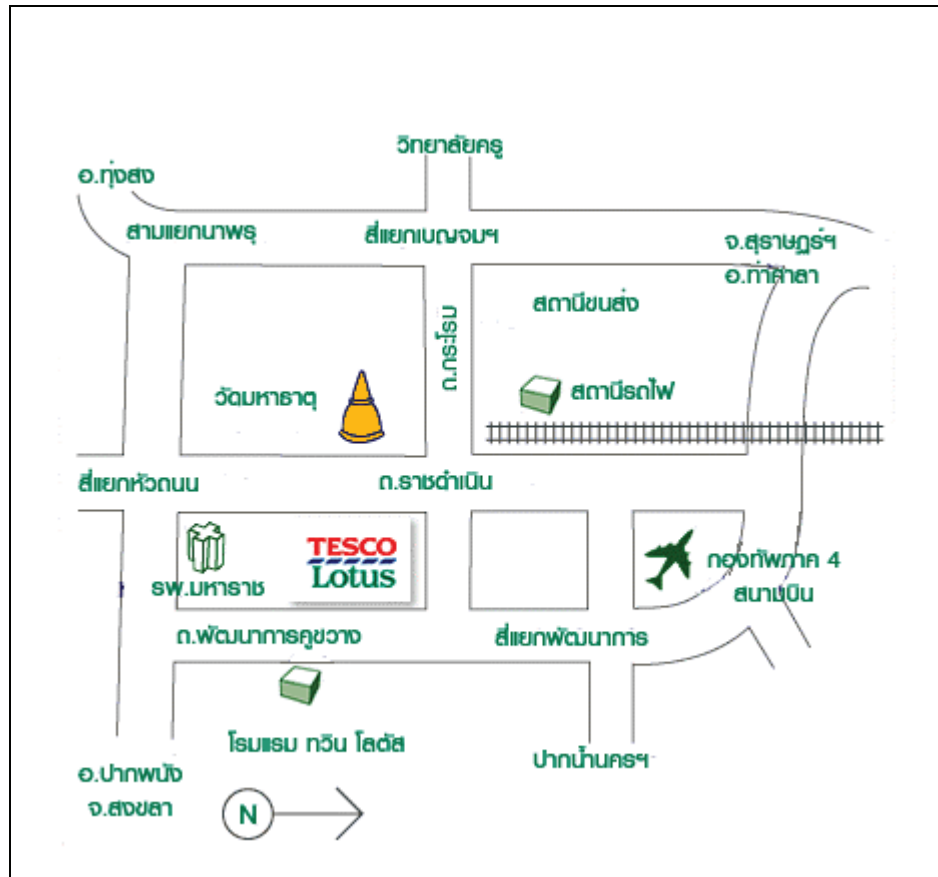 วิทยาลัยครู
อ.ทุ่งสง
สามแยกนาพรุ
สี่แยกเบญจมฯ
จ.สุราษฎร์ฯ
อ.ท่าศาลา
สถานีขนส่ง
ถ.กระโรม
วัดมหาธาตุ
สถานีรถไฟ
สี่แยกหัวถนน
ถ.ราชดำเนิน
TESCO
Lotus
รพ.มหาราช
กองทัพภาค 4
สนามบิน
ถ.พัฒนาการคูขวาง
สี่แยกพัฒนาการ
โรมแรม ทวิน โลตัส
ปากน้ำนครฯ
อ.ปากพนัง
จ.สงขลา
N